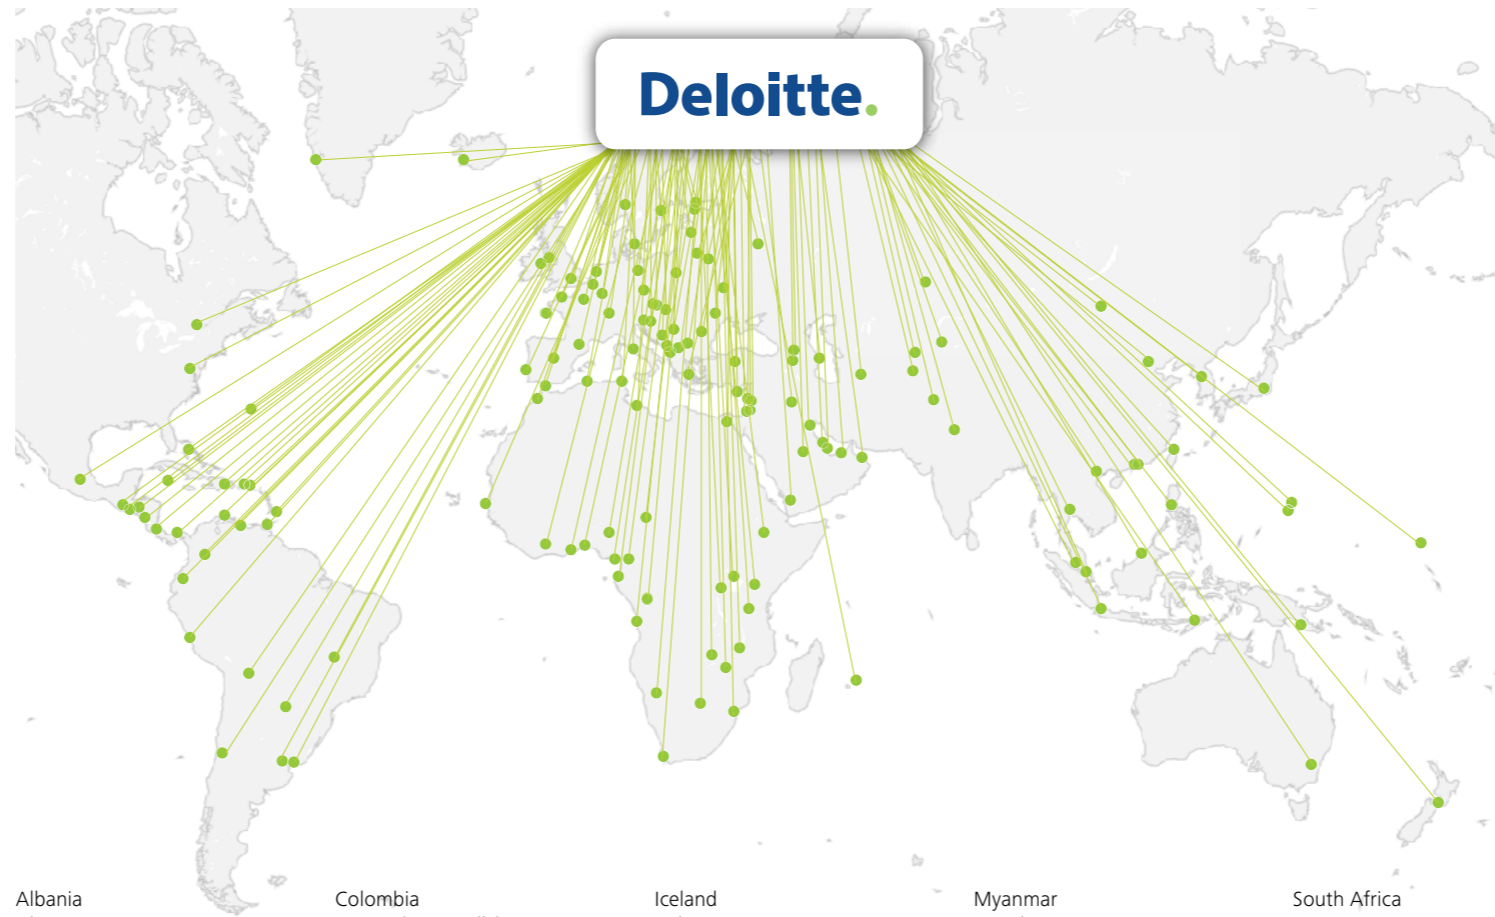 Deloitte.
Albania
Colombia
Iceland
Myanmar
South Africa